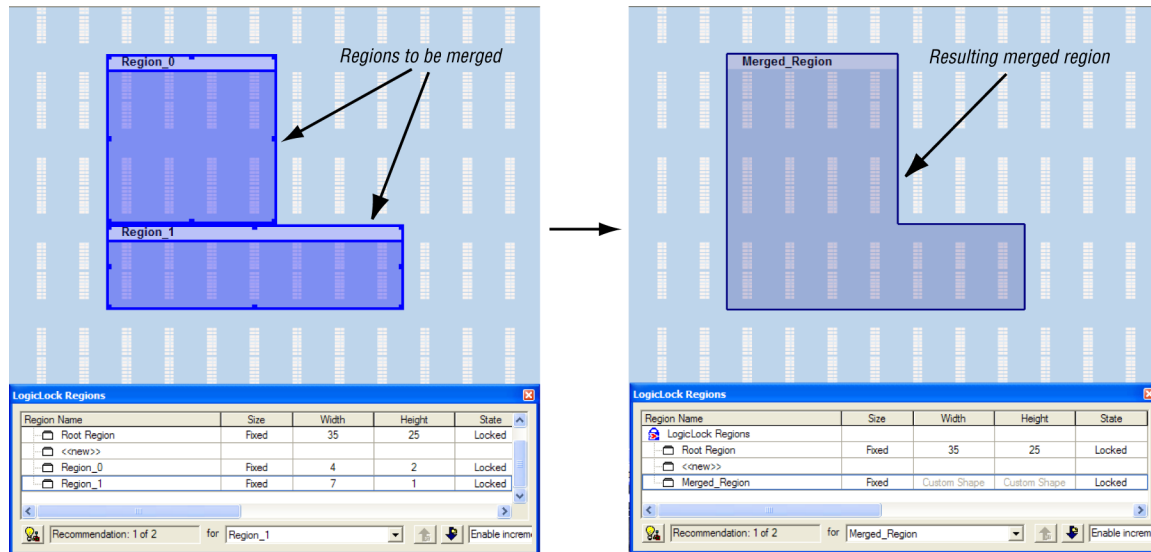 Region_0
Regions to be merged
Region_1
LogicLock Regions
Region Name Size Width Height State
Root Region Fixed 35 25 Locked
<<new>>
Region_0 Fixed 4 2 Locked
Region_1 Fixed 7 1 Locked
Recommendation: 1 of 2 for Region_1 Enable increm
Merged_Region
Resulting merged region
LogicLock Regions
Region Name Size Width Height State
LogicLock Regions
Root Region Fixed 35 25 Locked
<<new>>
Merged_Region Fixed Custom Shape Custom Shape Locked
Recommendation: 1 of 2 for Merged_Region Enable increm